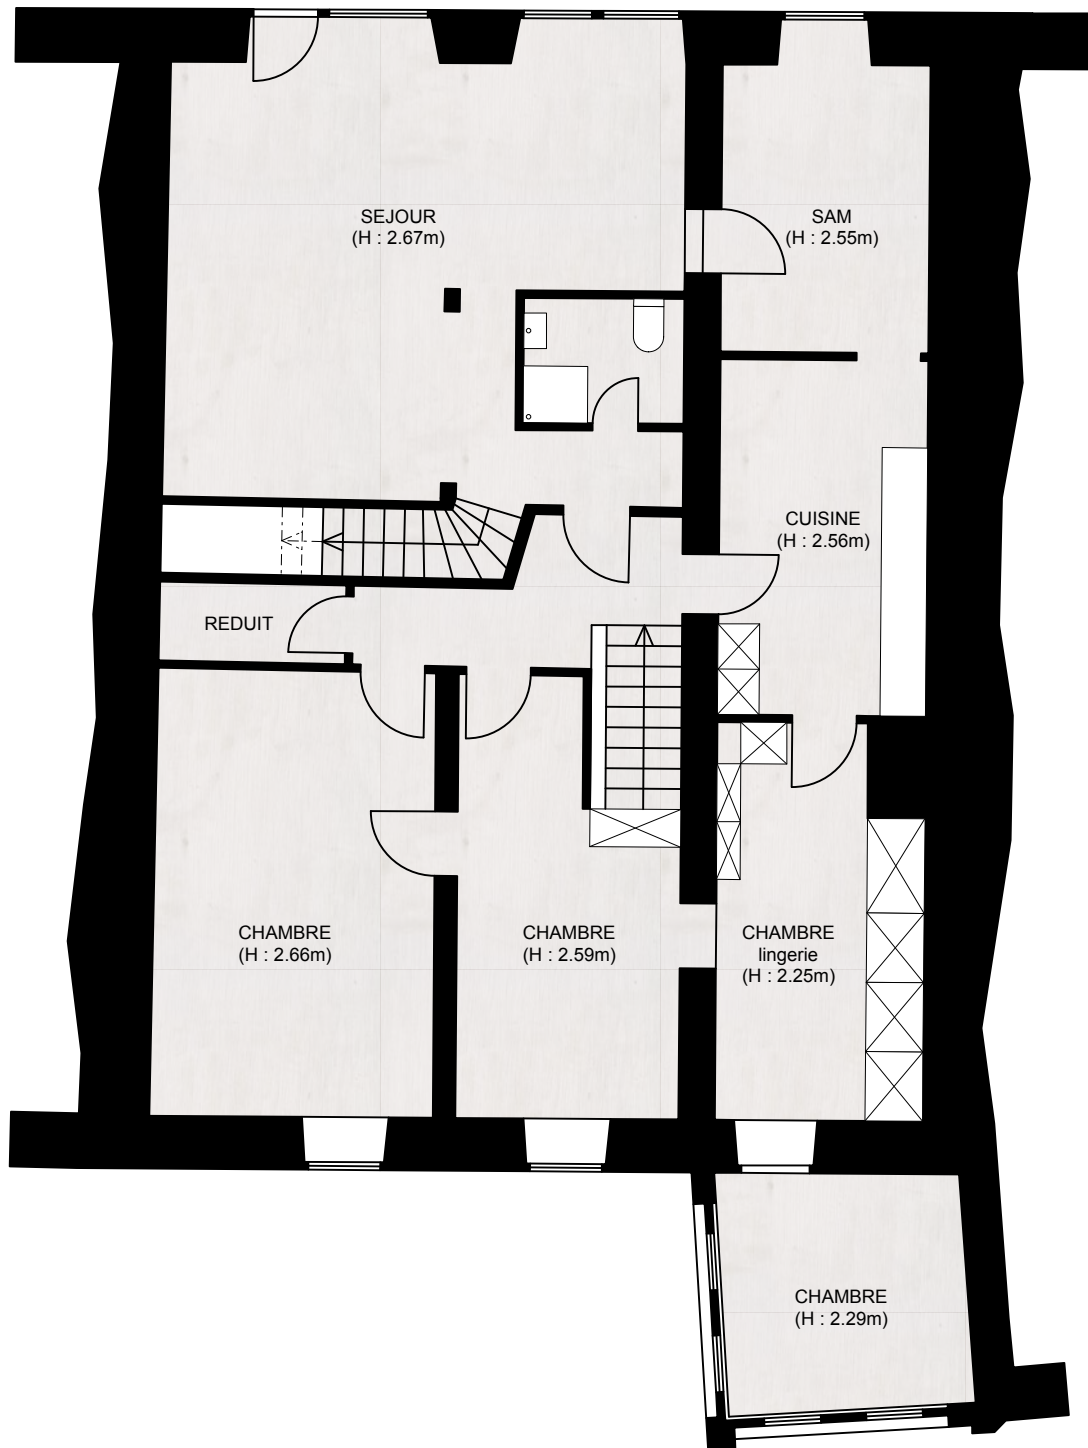 SEJOUR
(H : 2.67m)
SAM
(H : 2.55m)
CUISINE
(H : 2.56m)
REDUIT
CHAMBRE
(H : 2.66m)
CHAMBRE
(H : 2.59m)
CHAMBRE
lingerie
(H : 2.25m)
CHAMBRE
(H : 2.29m)